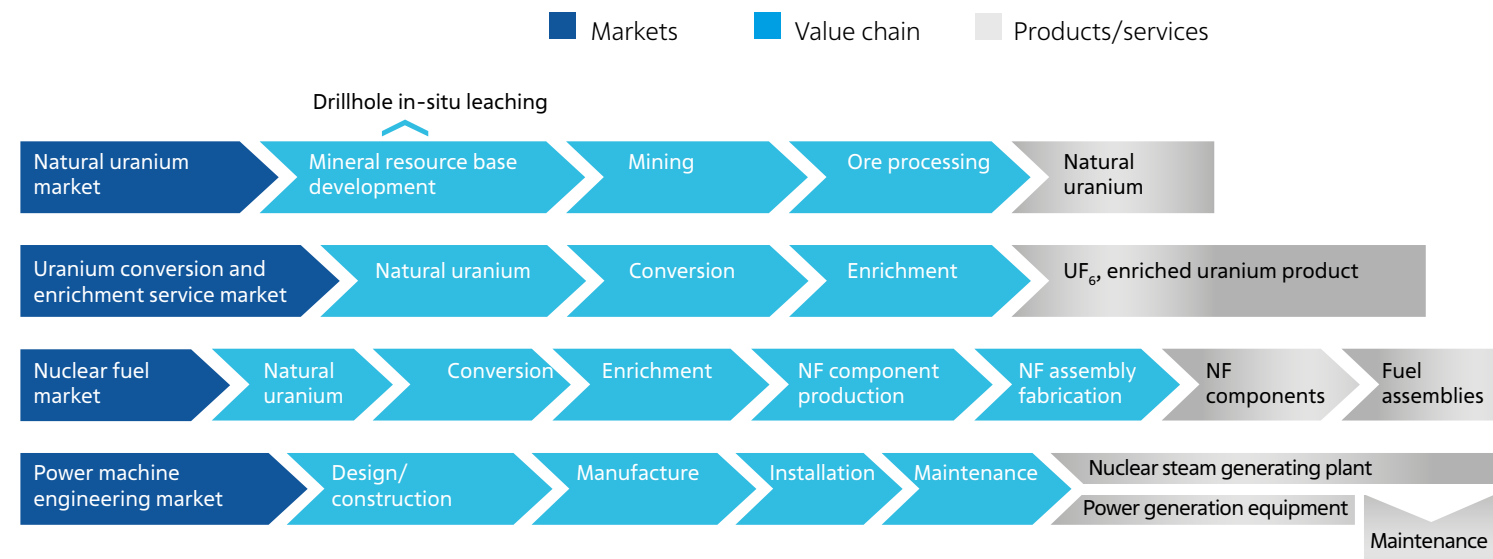 Markets
Value chain
Products/services
Drillhole in-situ leaching
Natural uranium
market
Mineral resource base
development
Mining
Ore processing
Natural
uranium
Uranium conversion and
enrichment service market
Natural uranium
Conversion
Enrichment
UF₆, enriched uranium product
Nuclear fuel
market
Natural
uranium
Conversion
Enrichment
NF component
production
NF assembly
fabrication
NF
components
Fuel
assemblies
Power machine
engineering market
Design/
construction
Manufacture
Installation
Maintenance
Nuclear steam generating plant
Power generation equipment
Maintenance